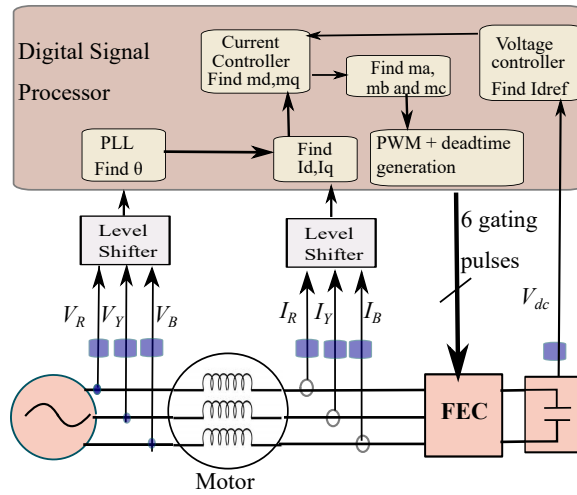 Digital Signal
Processor
Current
Controller
Find md,mq
Find ma,
mb and mc
Voltage
controller
Find Idref
PLL
Find θ
Find
Id,Iq
PWM + deadtime
generation
Level
Shifter
Level
Shifter
6 gating
pulses
V_R V_Y V_B
I_R I_Y I_B
V_dc
FEC
Motor